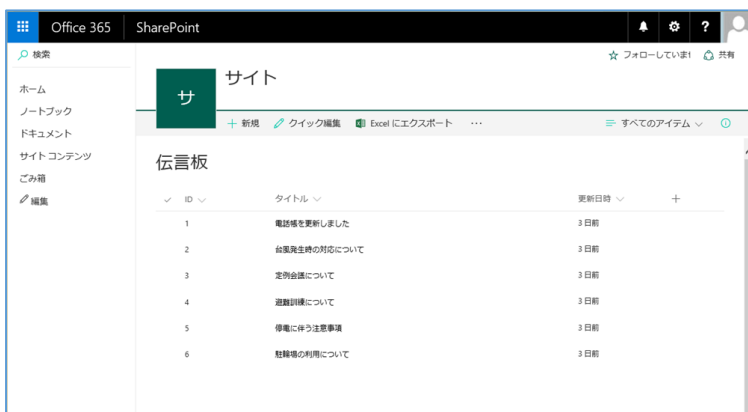 Office 365 SharePoint ?
検索
☆ フォローしています 共有
サイト
サ
ホーム
ノートブック
ドキュメント
サイト コンテンツ
ごみ箱
編集
+ 新規 クイック編集 Excel にエクスポート ··· すべてのアイテム
伝言板
ID タイトル 更新日時 +
1 電話帳を更新しました 3 日前
2 台風発生時の対応について 3 日前
3 定例会議について 3 日前
4 避難訓練について 3 日前
5 停電に伴う注意事項 3 日前
6 駐輪場の利用について 3 日前